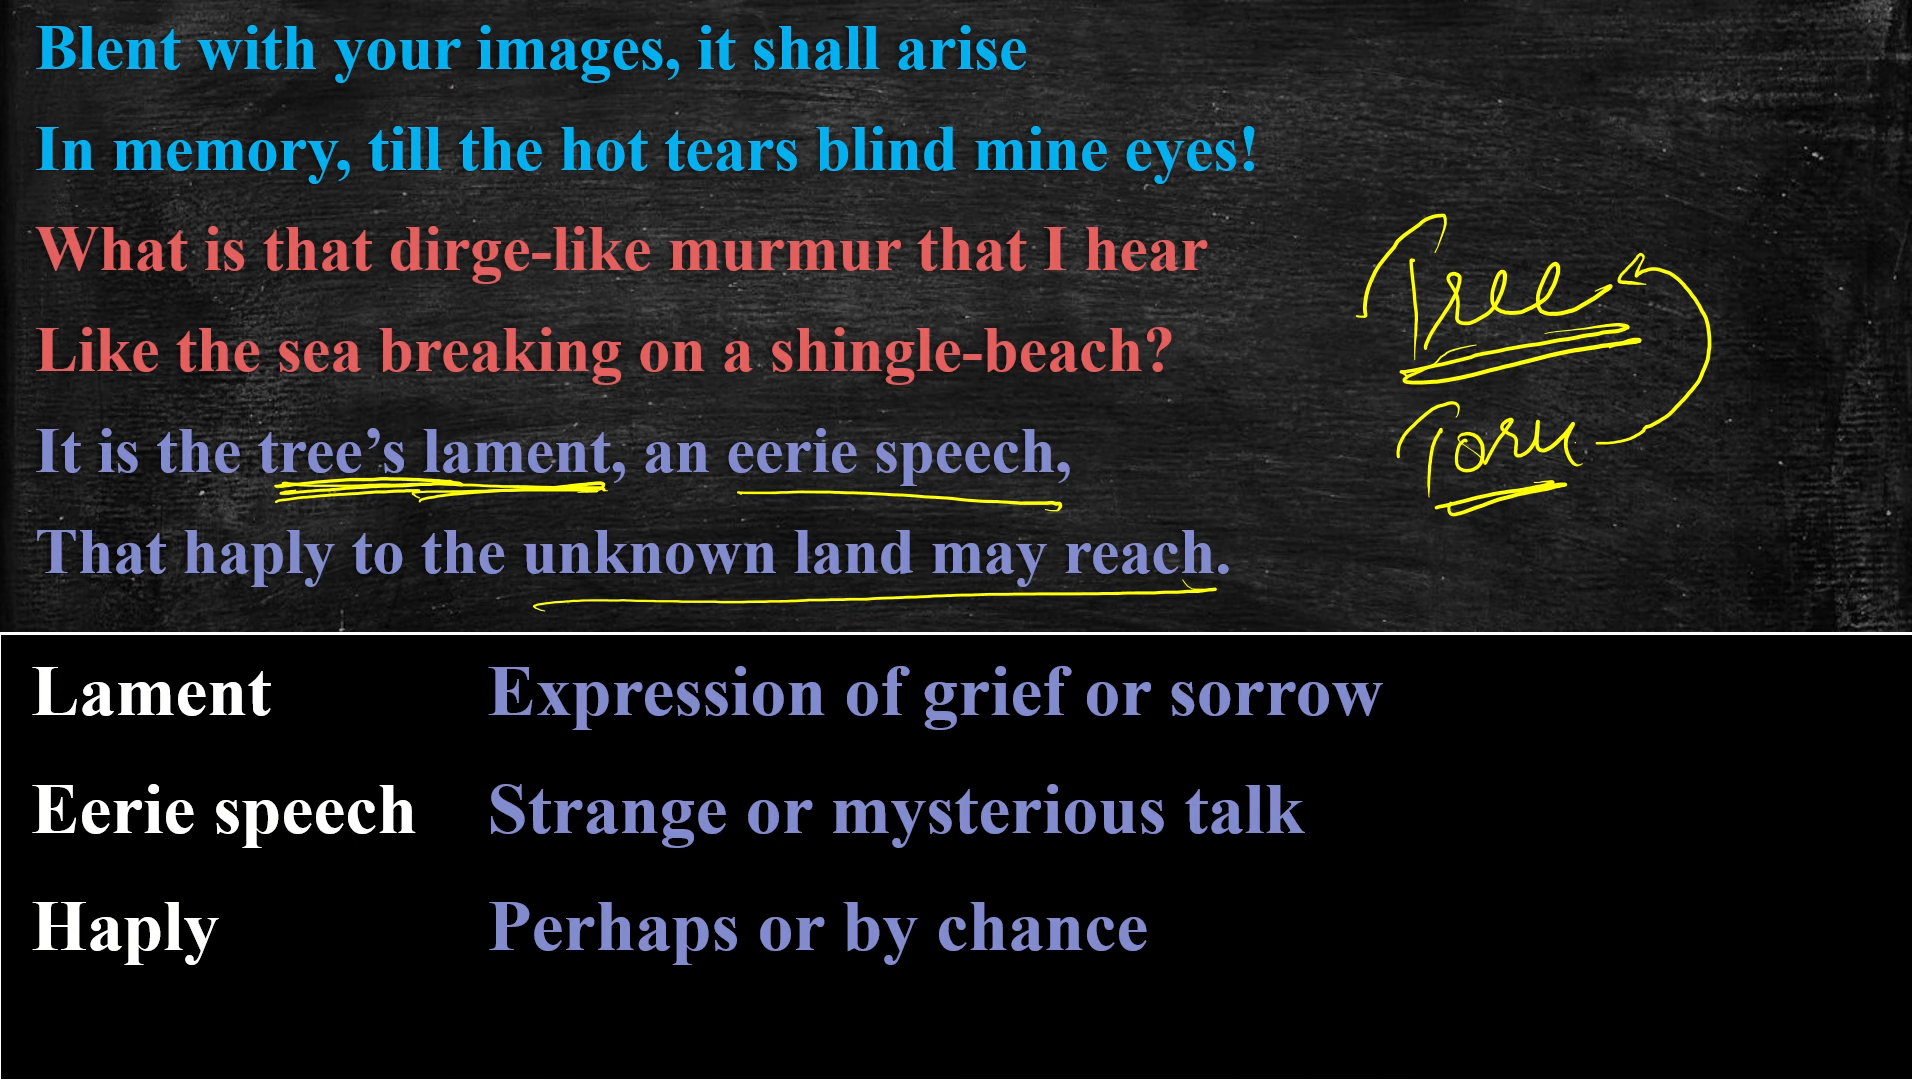 Blent with your images, it shall arise
In memory, till the hot tears blind mine eyes!
What is that dirge-like murmur that I hear
Like the sea breaking on a shingle-beach?
It is the tree’s lament, an eerie speech,
That haply to the unknown land may reach.
Tree
Toru
Lament Expression of grief or sorrow
Eerie speech Strange or mysterious talk
Haply Perhaps or by chance